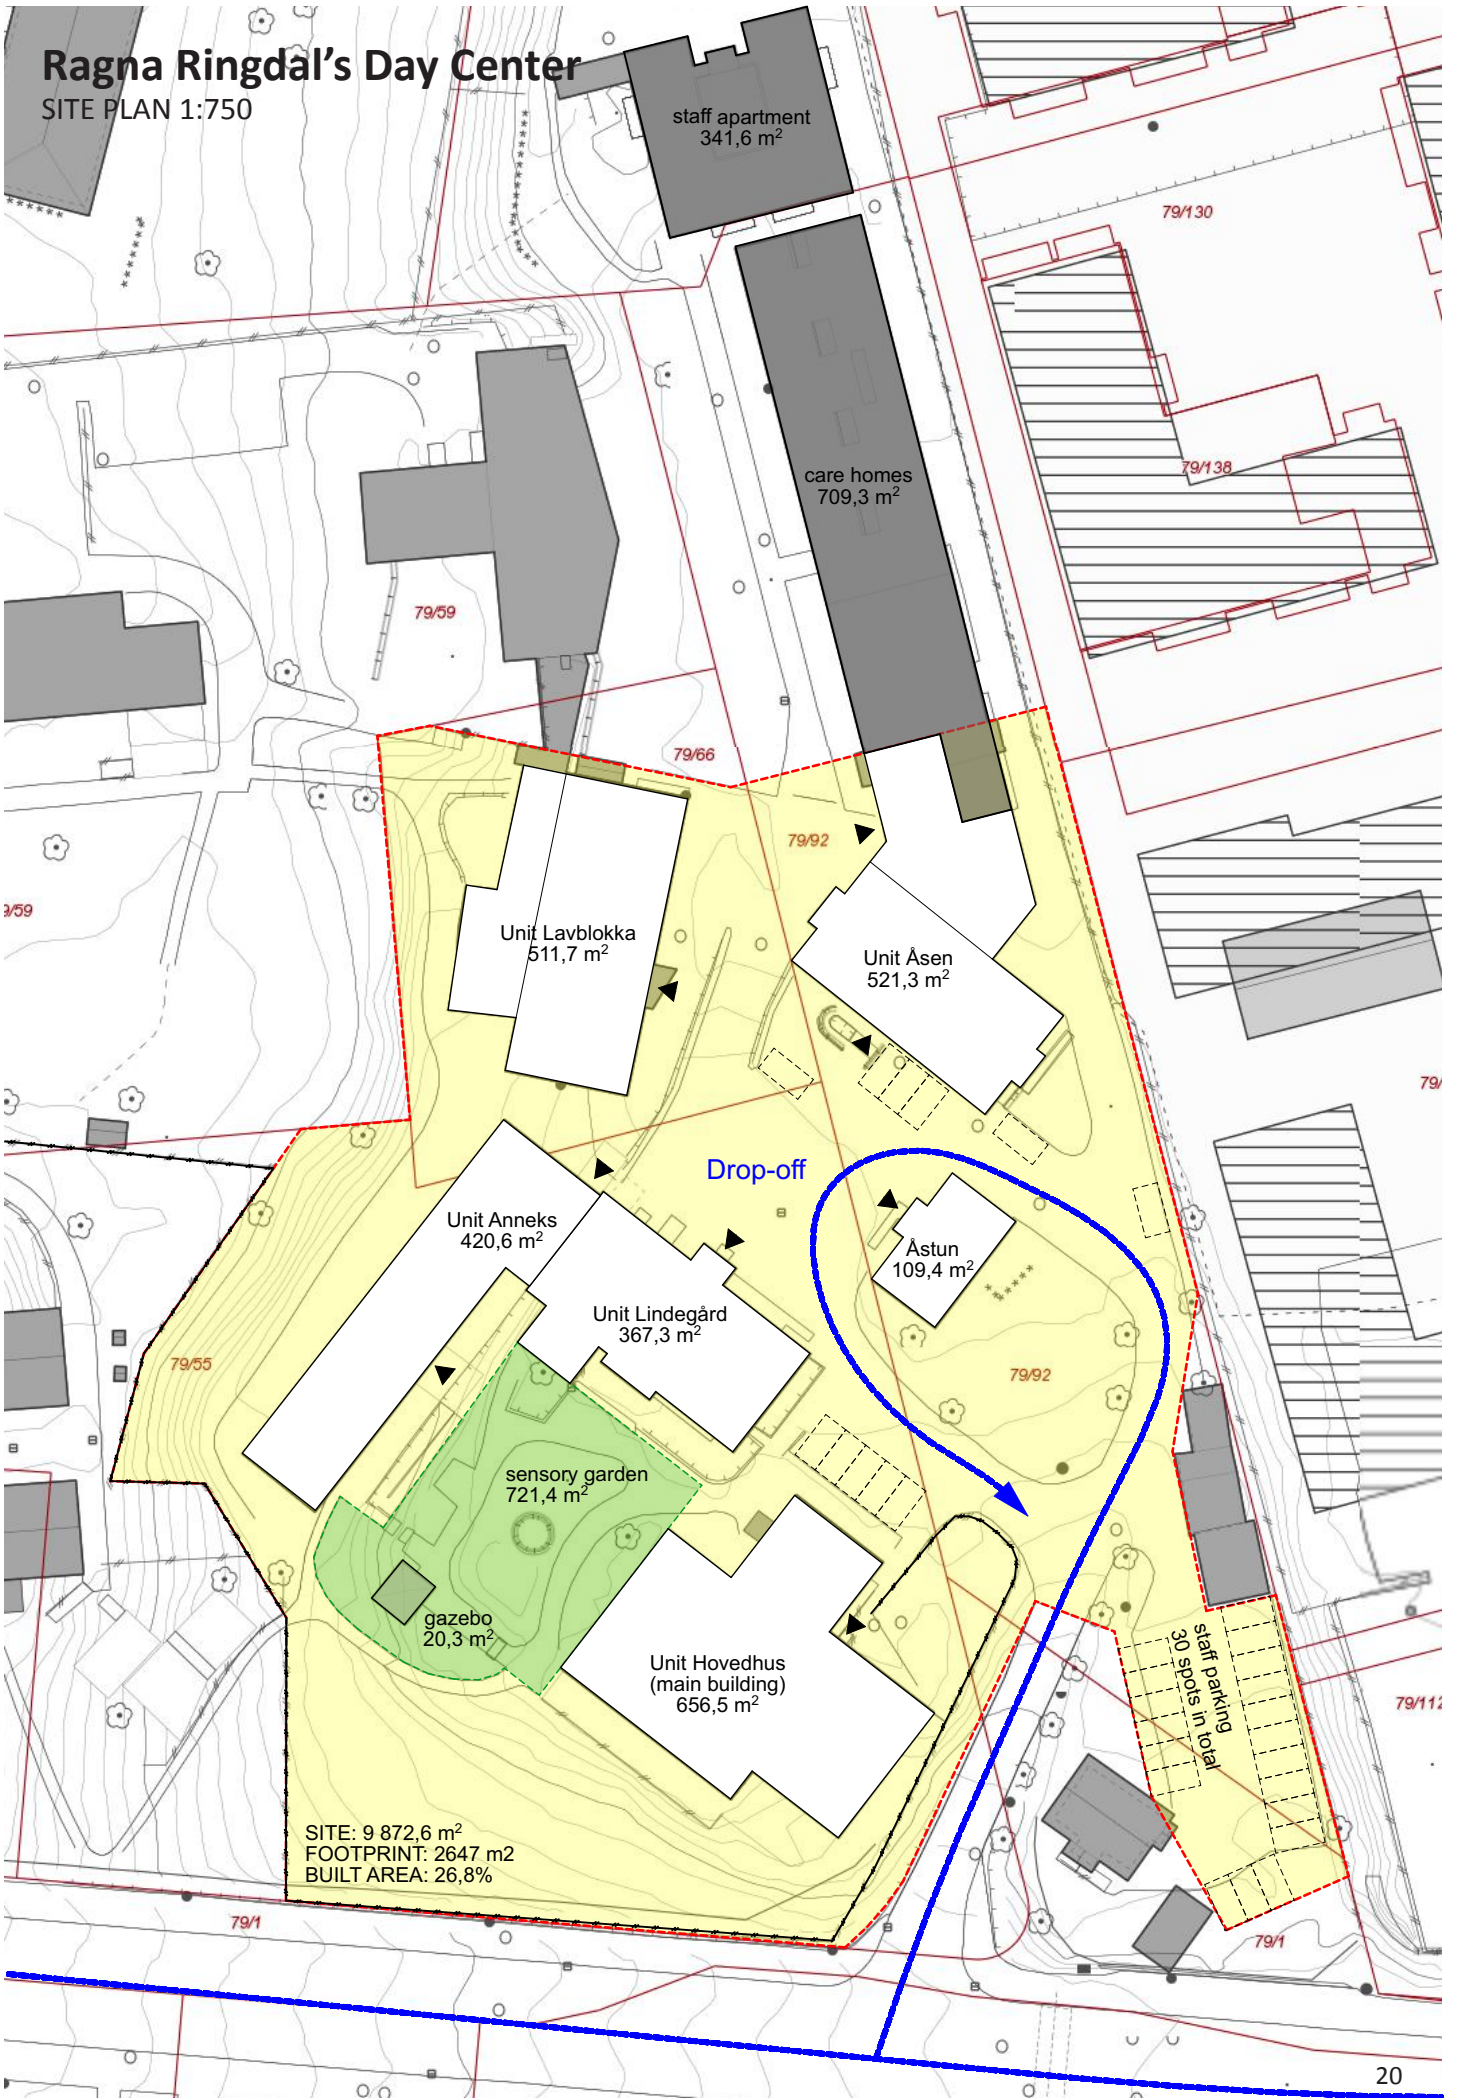 Ragna Ringdal's Day Center
SITE PLAN 1:750
staff apartment
341,6 m²
79/130
care homes
709,3 m²
79/138
79/59
79/66
79/92
9/59
Unit Lavblokka
511,7 m²
Unit Åsen
521,3 m²
79/
Drop-off
Unit Anneks
420,6 m²
Åstun
109,4 m²
Unit Lindegård
367,3 m²
79/55
79/92
sensory garden
721,4 m²
gazebo
20,3 m²
Unit Hovedhus
(main building)
656,5 m²
staff parking
30 spots in total
79/112
SITE: 9 872,6 m²
FOOTPRINT: 2647 m2
BUILT AREA: 26,8%
79/1
79/1
20